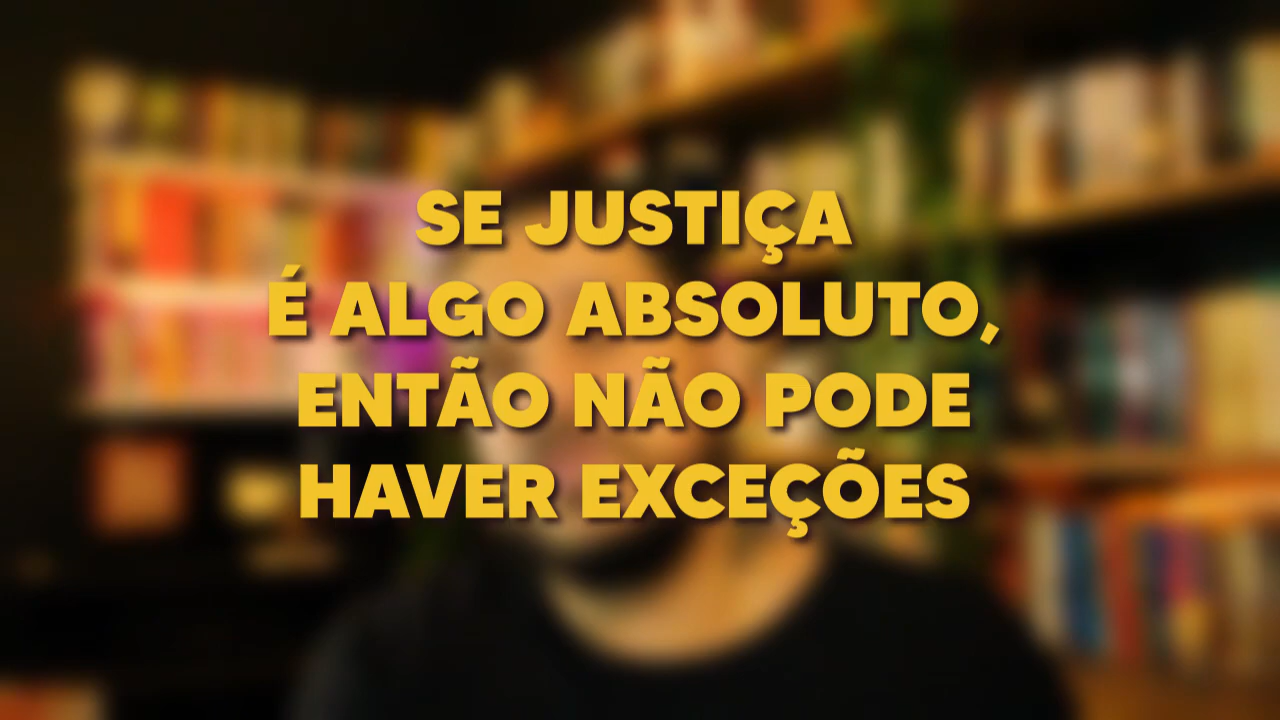 SE JUSTIÇA
É ALGO ABSOLUTO,
ENTÃO NÃO PODE
HAVER EXCEÇÕES